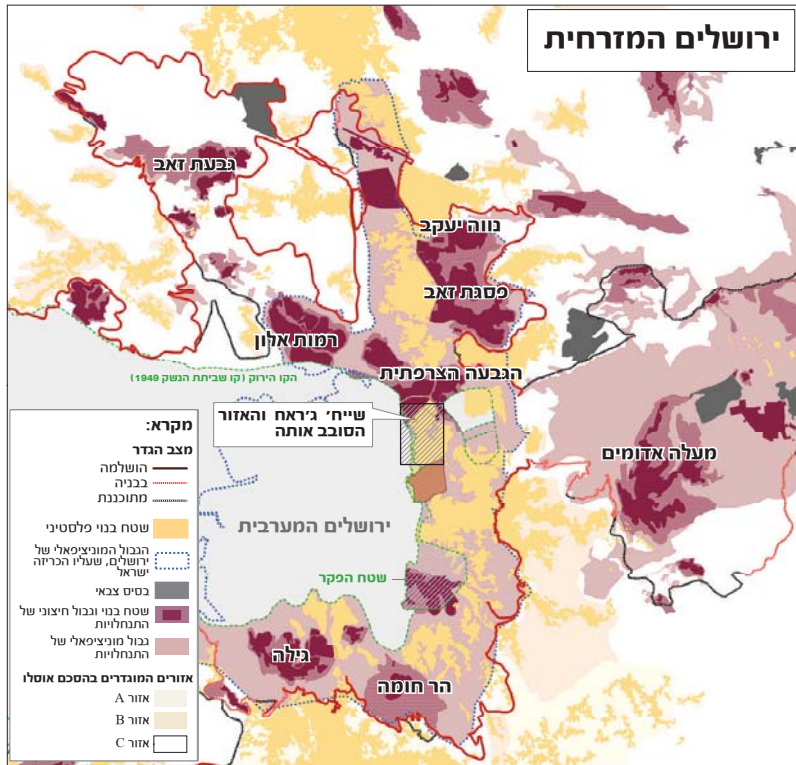 ירושלים המזרחית
גבעת זאב
נווה יעקב
פסגת זאב
רמות אלון
הגבעה הצרפתית
הקו הירוק (קו שביתת הנשק 1949)
שייח' ג'ראח והאזור
הסובב אותה
מעלה אדומים
ירושלים המערבית
שטח הפקר
גילה
הר חומה
מקרא:
מצב הגדר
הושלמה
בבניה
מתוכננת
שטח בנוי פלסטיני
הגבול המוניציפאלי של
ירושלים, שעליו הכריזה
ישראל
בסיס צבאי
שטח בנוי וגבול חיצוני של
התנחלויות
גבול מוניציפאלי של
התנחלויות
אזורים המוגדרים בהסכם אוסלו
אזור A
אזור B
אזור C